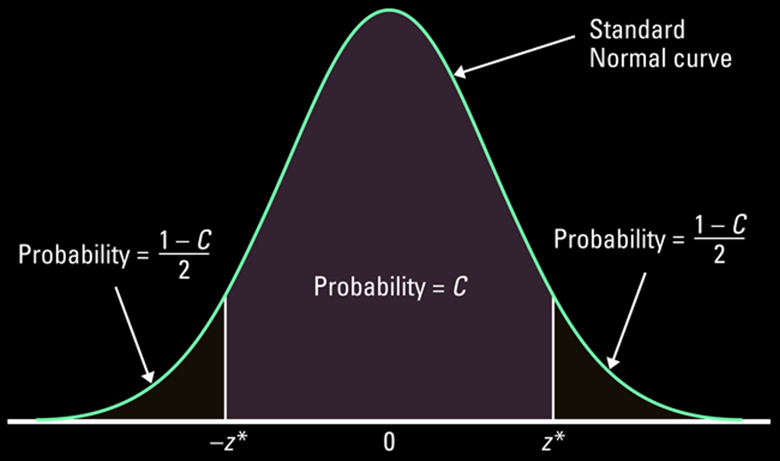 Standard
Normal curve
Probability = 1 – C / 2
Probability = 1 – C / 2
Probability = C
–z*
0
z*